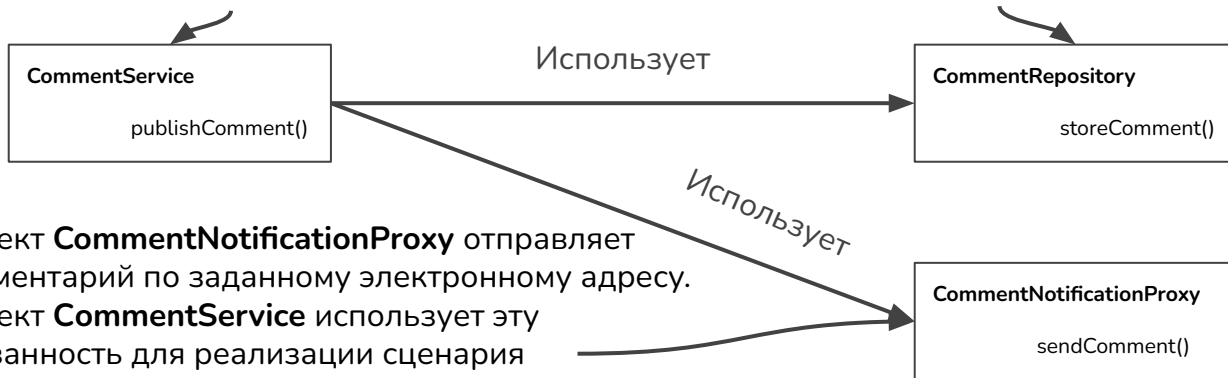 Использует
CommentService
CommentRepository
publishComment()
storeComment()
Использует
ект CommentNotificationProxy отправляет
ментарий по заданному электронному адресу.
ект CommentService использует эту
занность для реализации сценария
CommentNotificationProxy
sendComment()